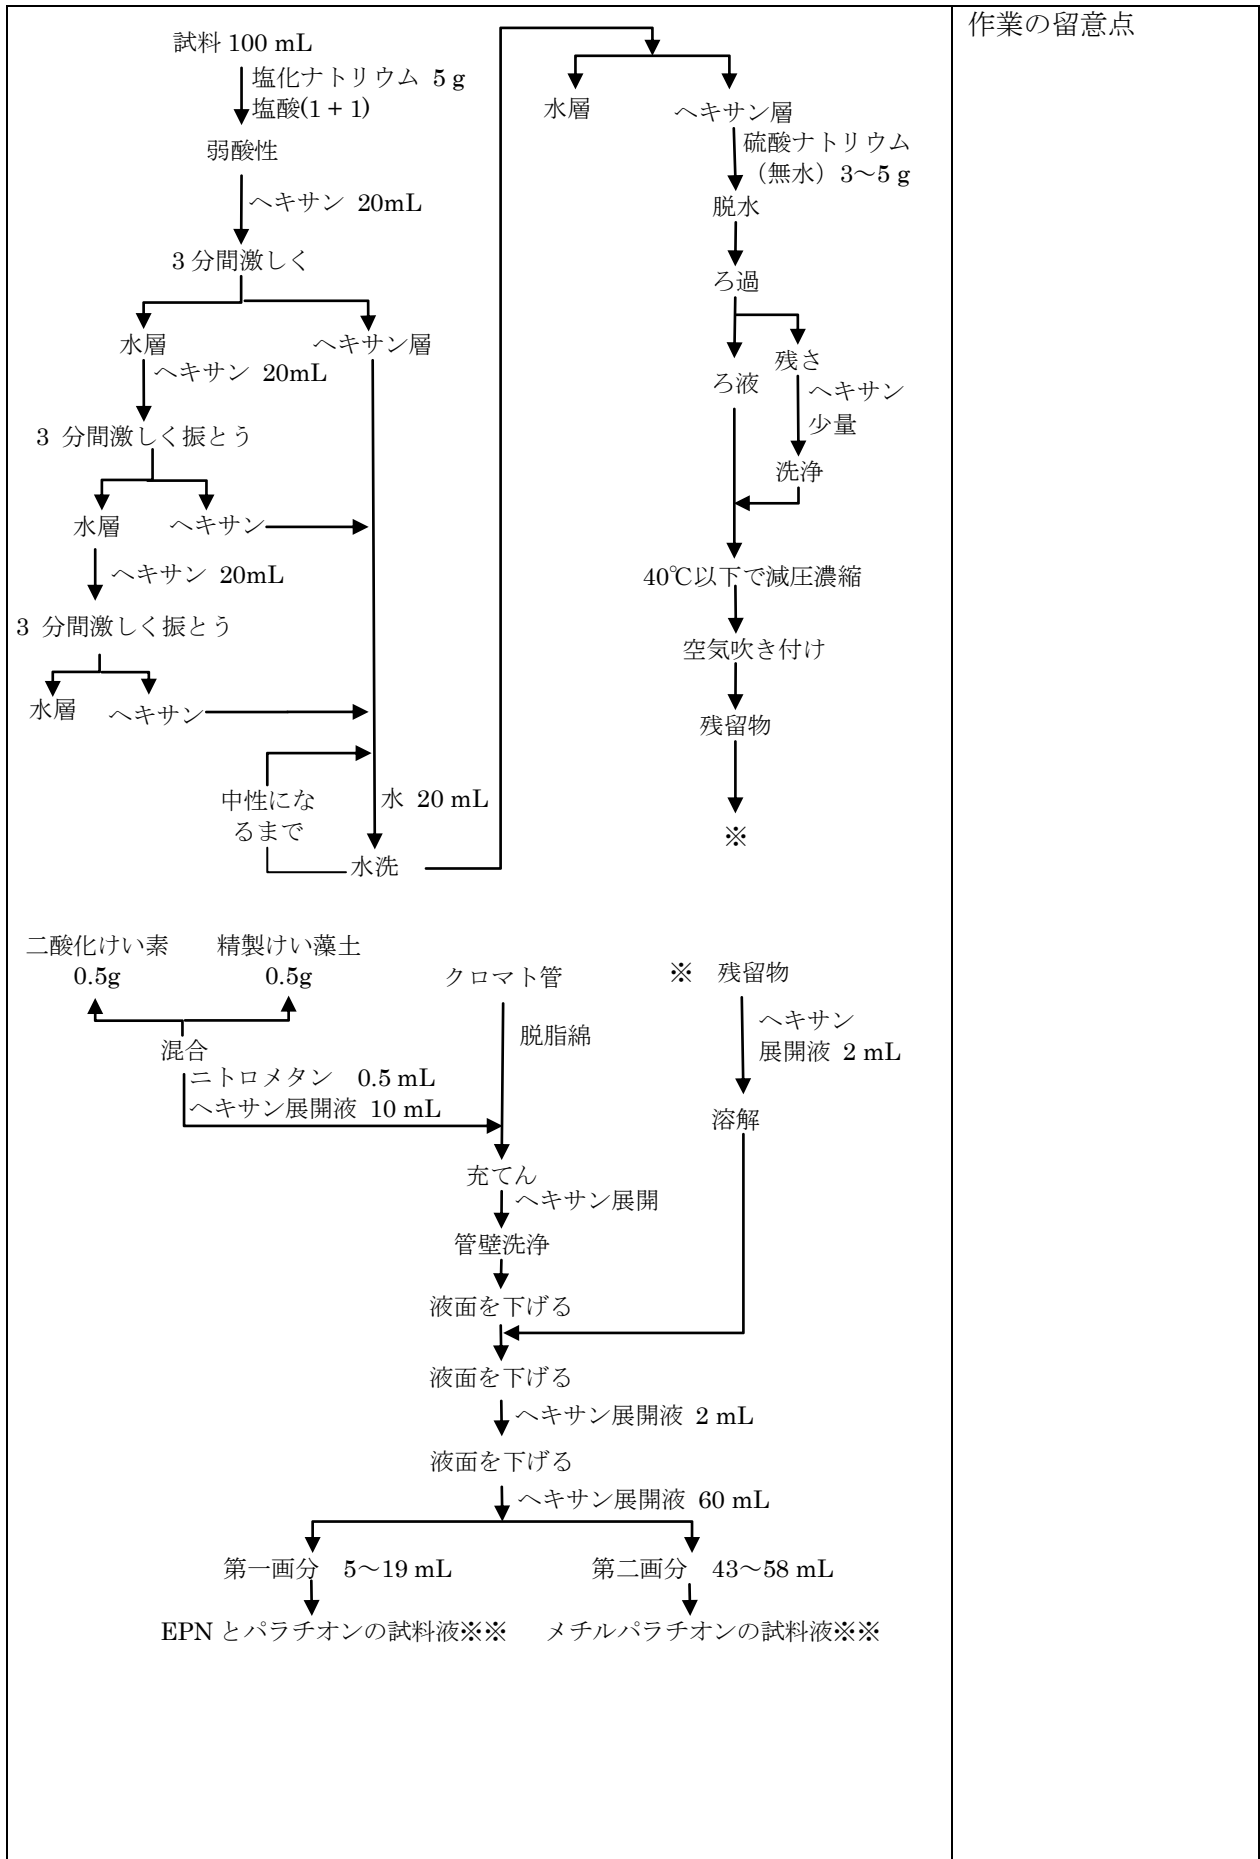 試料 100 mL
塩化ナトリウム 5 g
塩酸(1 + 1)
弱酸性
ヘキサン 20mL
3 分間激しく
水層
ヘキサン層
ヘキサン 20mL
3 分間激しく振とう
水層
ヘキサン
ヘキサン 20mL
3 分間激しく振とう
水層
ヘキサン
中性にな
るまで
水 20 mL
水洗
水層
ヘキサン層
硫酸ナトリウム
（無水）3〜5 g
脱水
ろ過
残さ
ろ液
ヘキサン
少量
洗浄
40℃以下で減圧濃縮
空気吹き付け
残留物
※
二酸化けい素
0.5g
精製けい藻土
0.5g
混合
ニトロメタン 0.5 mL
ヘキサン展開液 10 mL
クロマト管
脱脂綿
※ 残留物
ヘキサン
展開液 2 mL
溶解
充てん
ヘキサン展開
管壁洗浄
液面を下げる
液面を下げる
ヘキサン展開液 2 mL
液面を下げる
ヘキサン展開液 60 mL
第一画分 5〜19 mL
第二画分 43〜58 mL
EPN とパラチオンの試料液※※
メチルパラチオンの試料液※※
作業の留意点